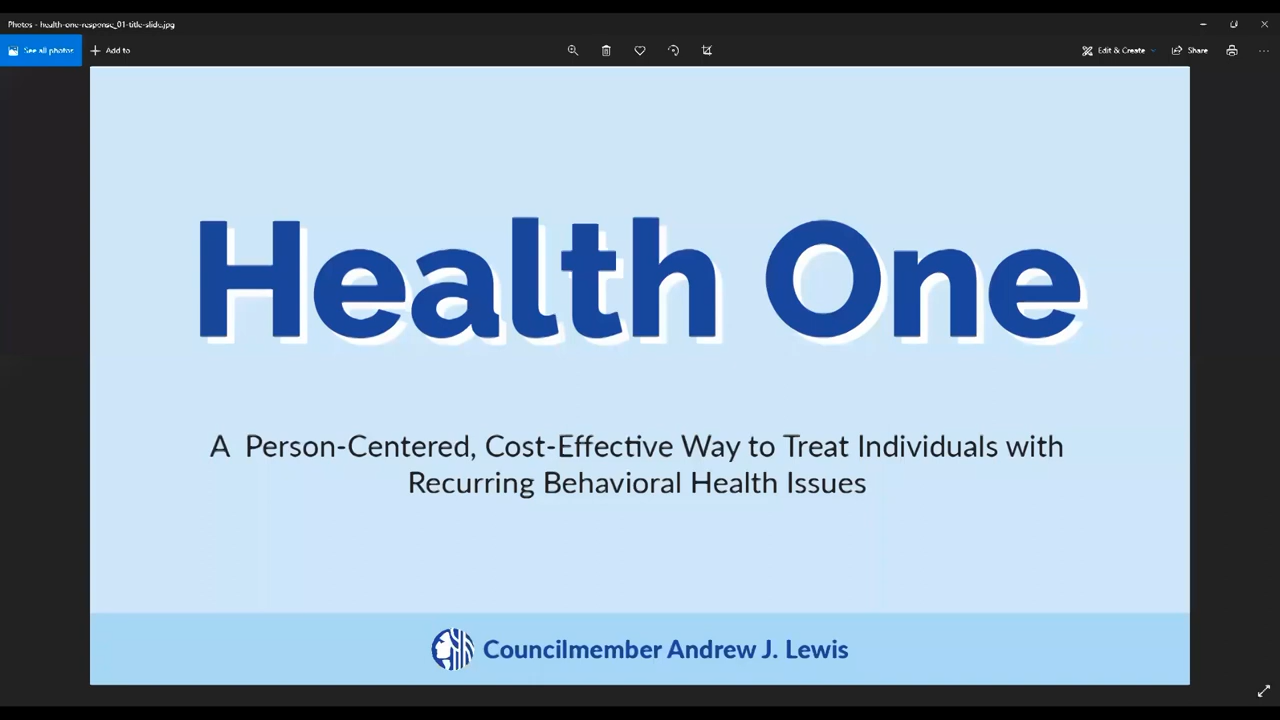 Photos - health-one-response_01-title-slide.jpg
See all photos
Add to
Edit & Create
Share
Health One
A Person-Centered, Cost-Effective Way to Treat Individuals with
Recurring Behavioral Health Issues
Councilmember Andrew J. Lewis